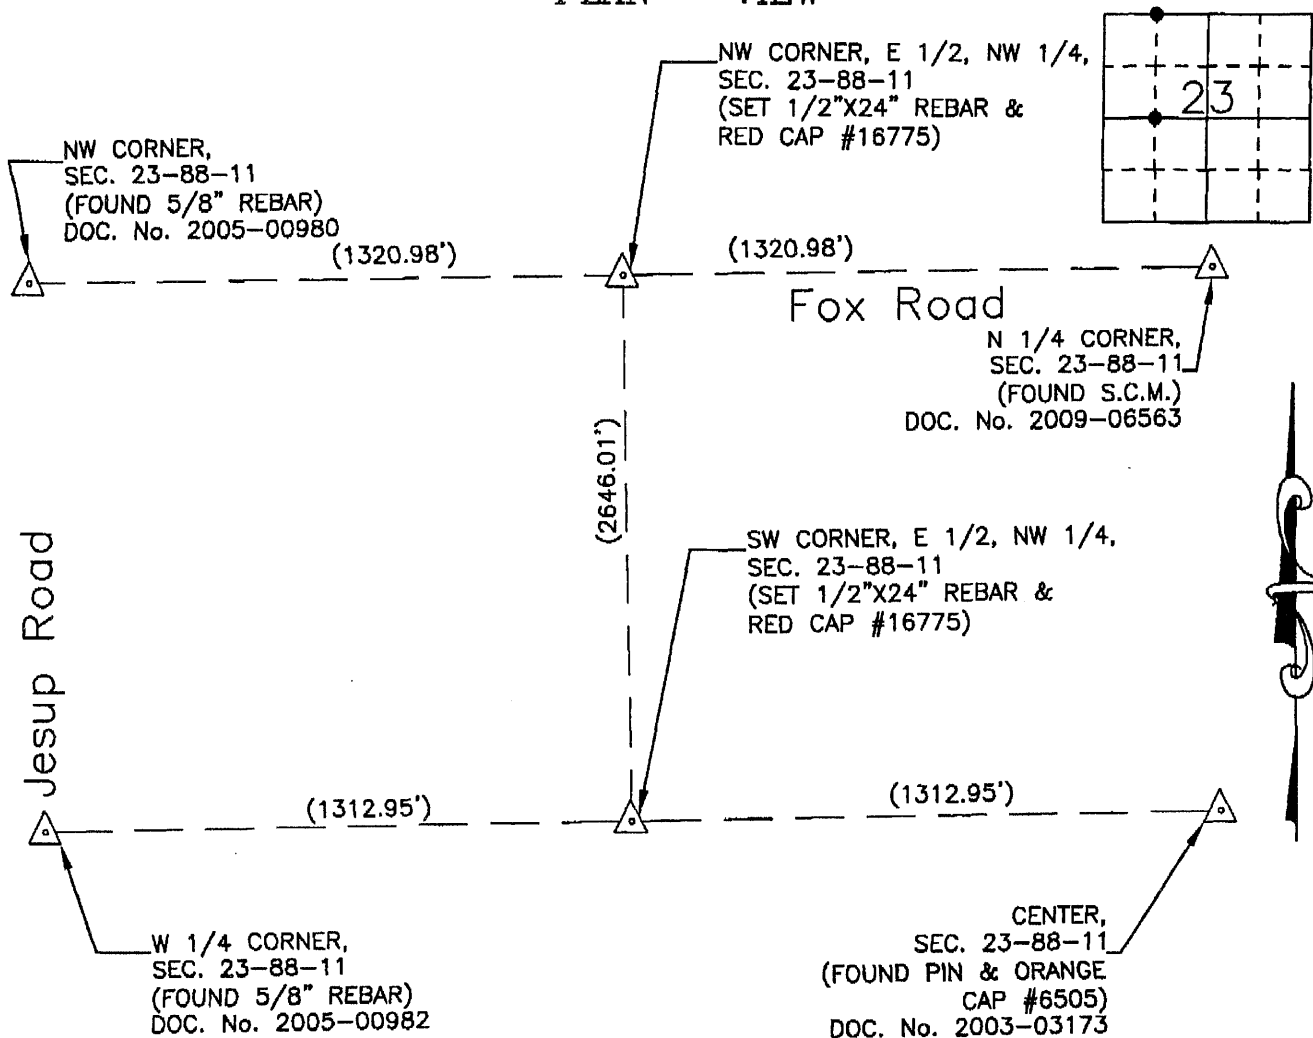 NW CORNER, E 1/2, NW 1/4,
SEC. 23-88-11
(SET 1/2"X24" REBAR &
RED CAP #16775)
23
NW CORNER,
SEC. 23-88-11
(FOUND 5/8" REBAR)
DOC. No. 2005-00980
(1320.98')
(1320.98')
Fox Road
N 1/4 CORNER,
SEC. 23-88-11
(FOUND S.C.M.)
DOC. No. 2009-06563
(2646.01')
Jesup Road
SW CORNER, E 1/2, NW 1/4,
SEC. 23-88-11
(SET 1/2"X24" REBAR &
RED CAP #16775)
(1312.95')
(1312.95')
W 1/4 CORNER,
SEC. 23-88-11
(FOUND 5/8" REBAR)
DOC. No. 2005-00982
CENTER,
SEC. 23-88-11
(FOUND PIN & ORANGE
CAP #6505)
DOC. No. 2003-03173